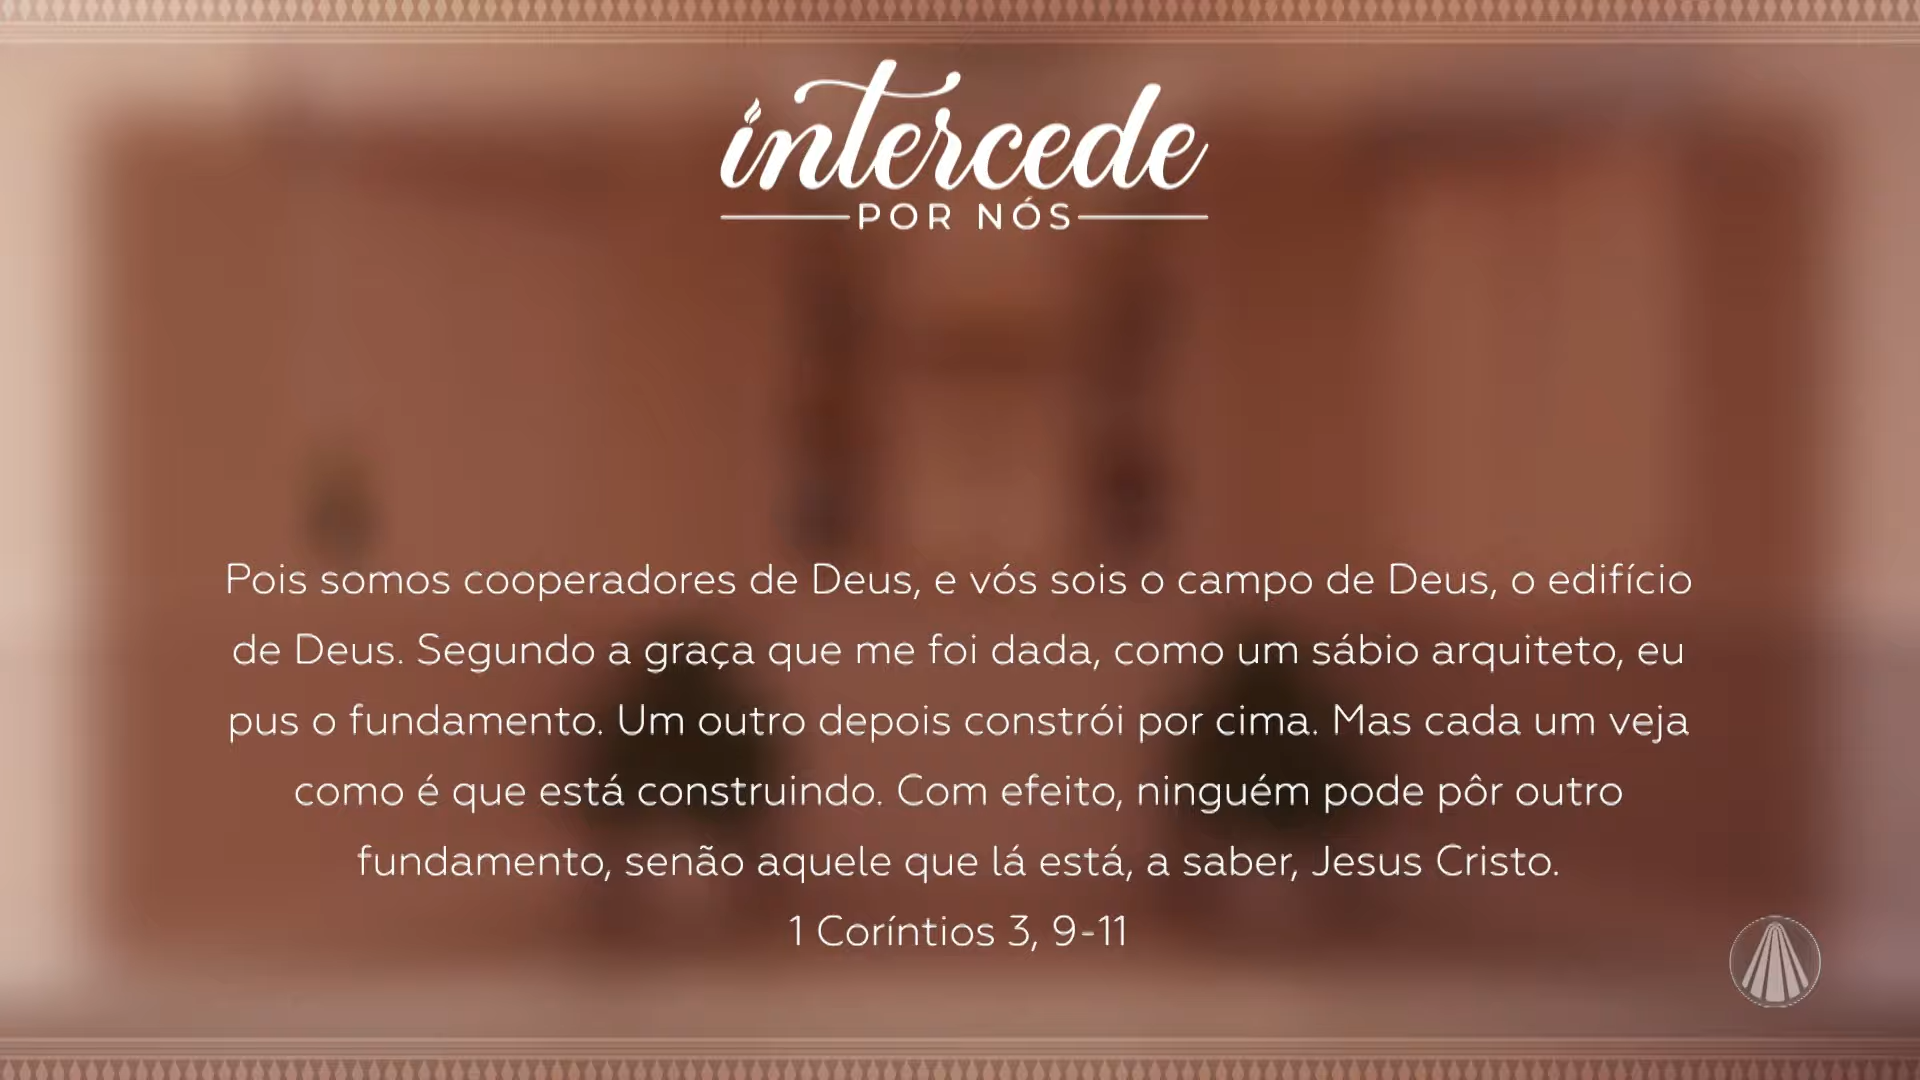 intercede
POR NÓS
Pois somos cooperadores de Deus, e vós sois o campo de Deus, o edifício
de Deus. Segundo a graça que me foi dada, como um sábio arquiteto, eu
pus o fundamento. Um outro depois constrói por cima. Mas cada um veja
como é que está construindo. Com efeito, ninguém pode pôr outro
fundamento, senão aquele que lá está, a saber, Jesus Cristo.
1 Coríntios 3, 9-11